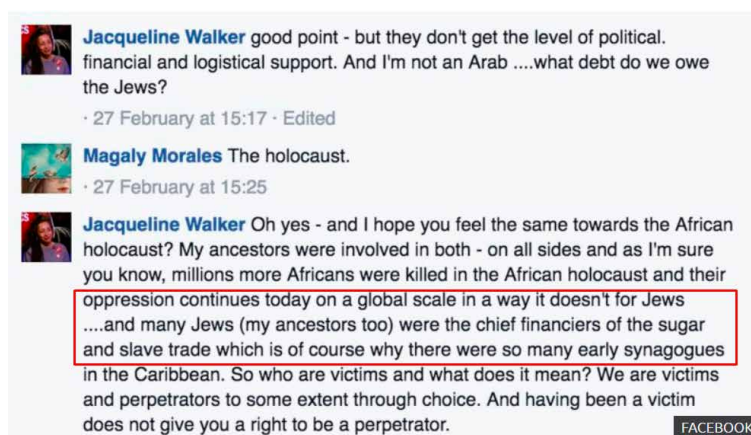 Jacqueline Walker good point - but they don't get the level of political.
financial and logistical support. And I'm not an Arab ....what debt do we owe
the Jews?
· 27 February at 15:17 · Edited
Magaly Morales The holocaust.
· 27 February at 15:25
Jacqueline Walker Oh yes - and I hope you feel the same towards the African
holocaust? My ancestors were involved in both - on all sides and as I'm sure
you know, millions more Africans were killed in the African holocaust and their
oppression continues today on a global scale in a way it doesn't for Jews
....and many Jews (my ancestors too) were the chief financiers of the sugar
and slave trade which is of course why there were so many early synagogues
in the Caribbean. So who are victims and what does it mean? We are victims
and perpetrators to some extent through choice. And having been a victim
does not give you a right to be a perpetrator.
FACEBOOK